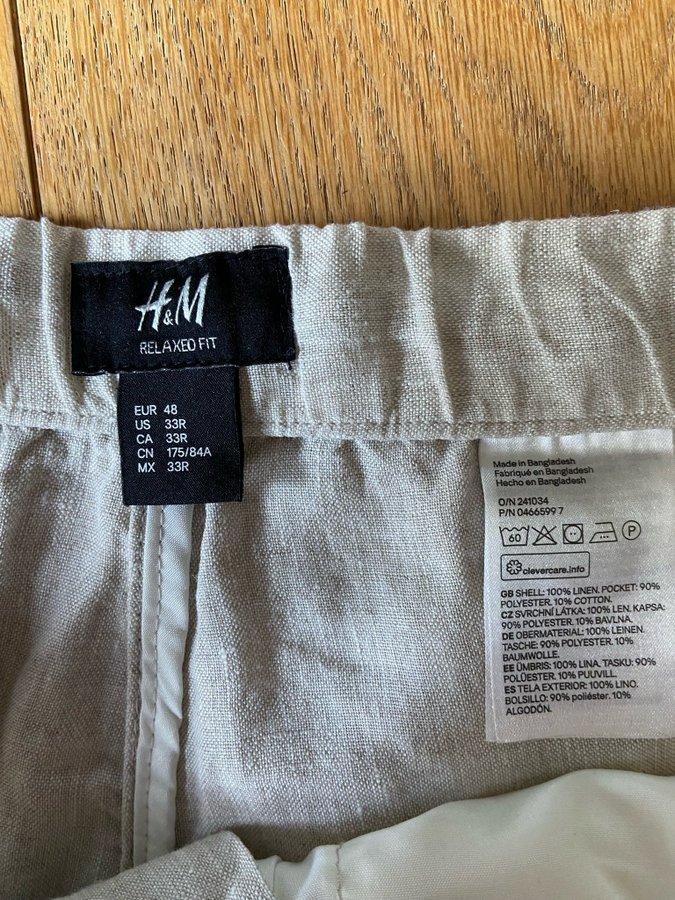 H&M
RELAXED FIT
EUR 48
US 33R
CA 33R
CN 175/84A
MX 33R
Made in Bangladesh
Fabriqué en Bangladesh
Hecho en Bangladesh
O/N 241034
P/N 0466599 7
60 P
clevercare.info
GB SHELL: 100% LINEN. POCKET: 90%
POLYESTER. 10% COTTON.
CZ SVRCHNÍ LÁTKA: 100% LEN. KAPSA:
90% POLYESTER. 10% BAVLNA.
DE OBERMATERIAL: 100% LEINEN.
TASCHE: 90% POLYESTER. 10%
BAUMWOLLE.
EE ÜMBRIS: 100% LINA. TASKU: 90%
POLÜESTER. 10% PUUVILL.
ES TELA EXTERIOR: 100% LINO.
BOLSILLO: 90% poliéster. 10%
ALGODÓN.